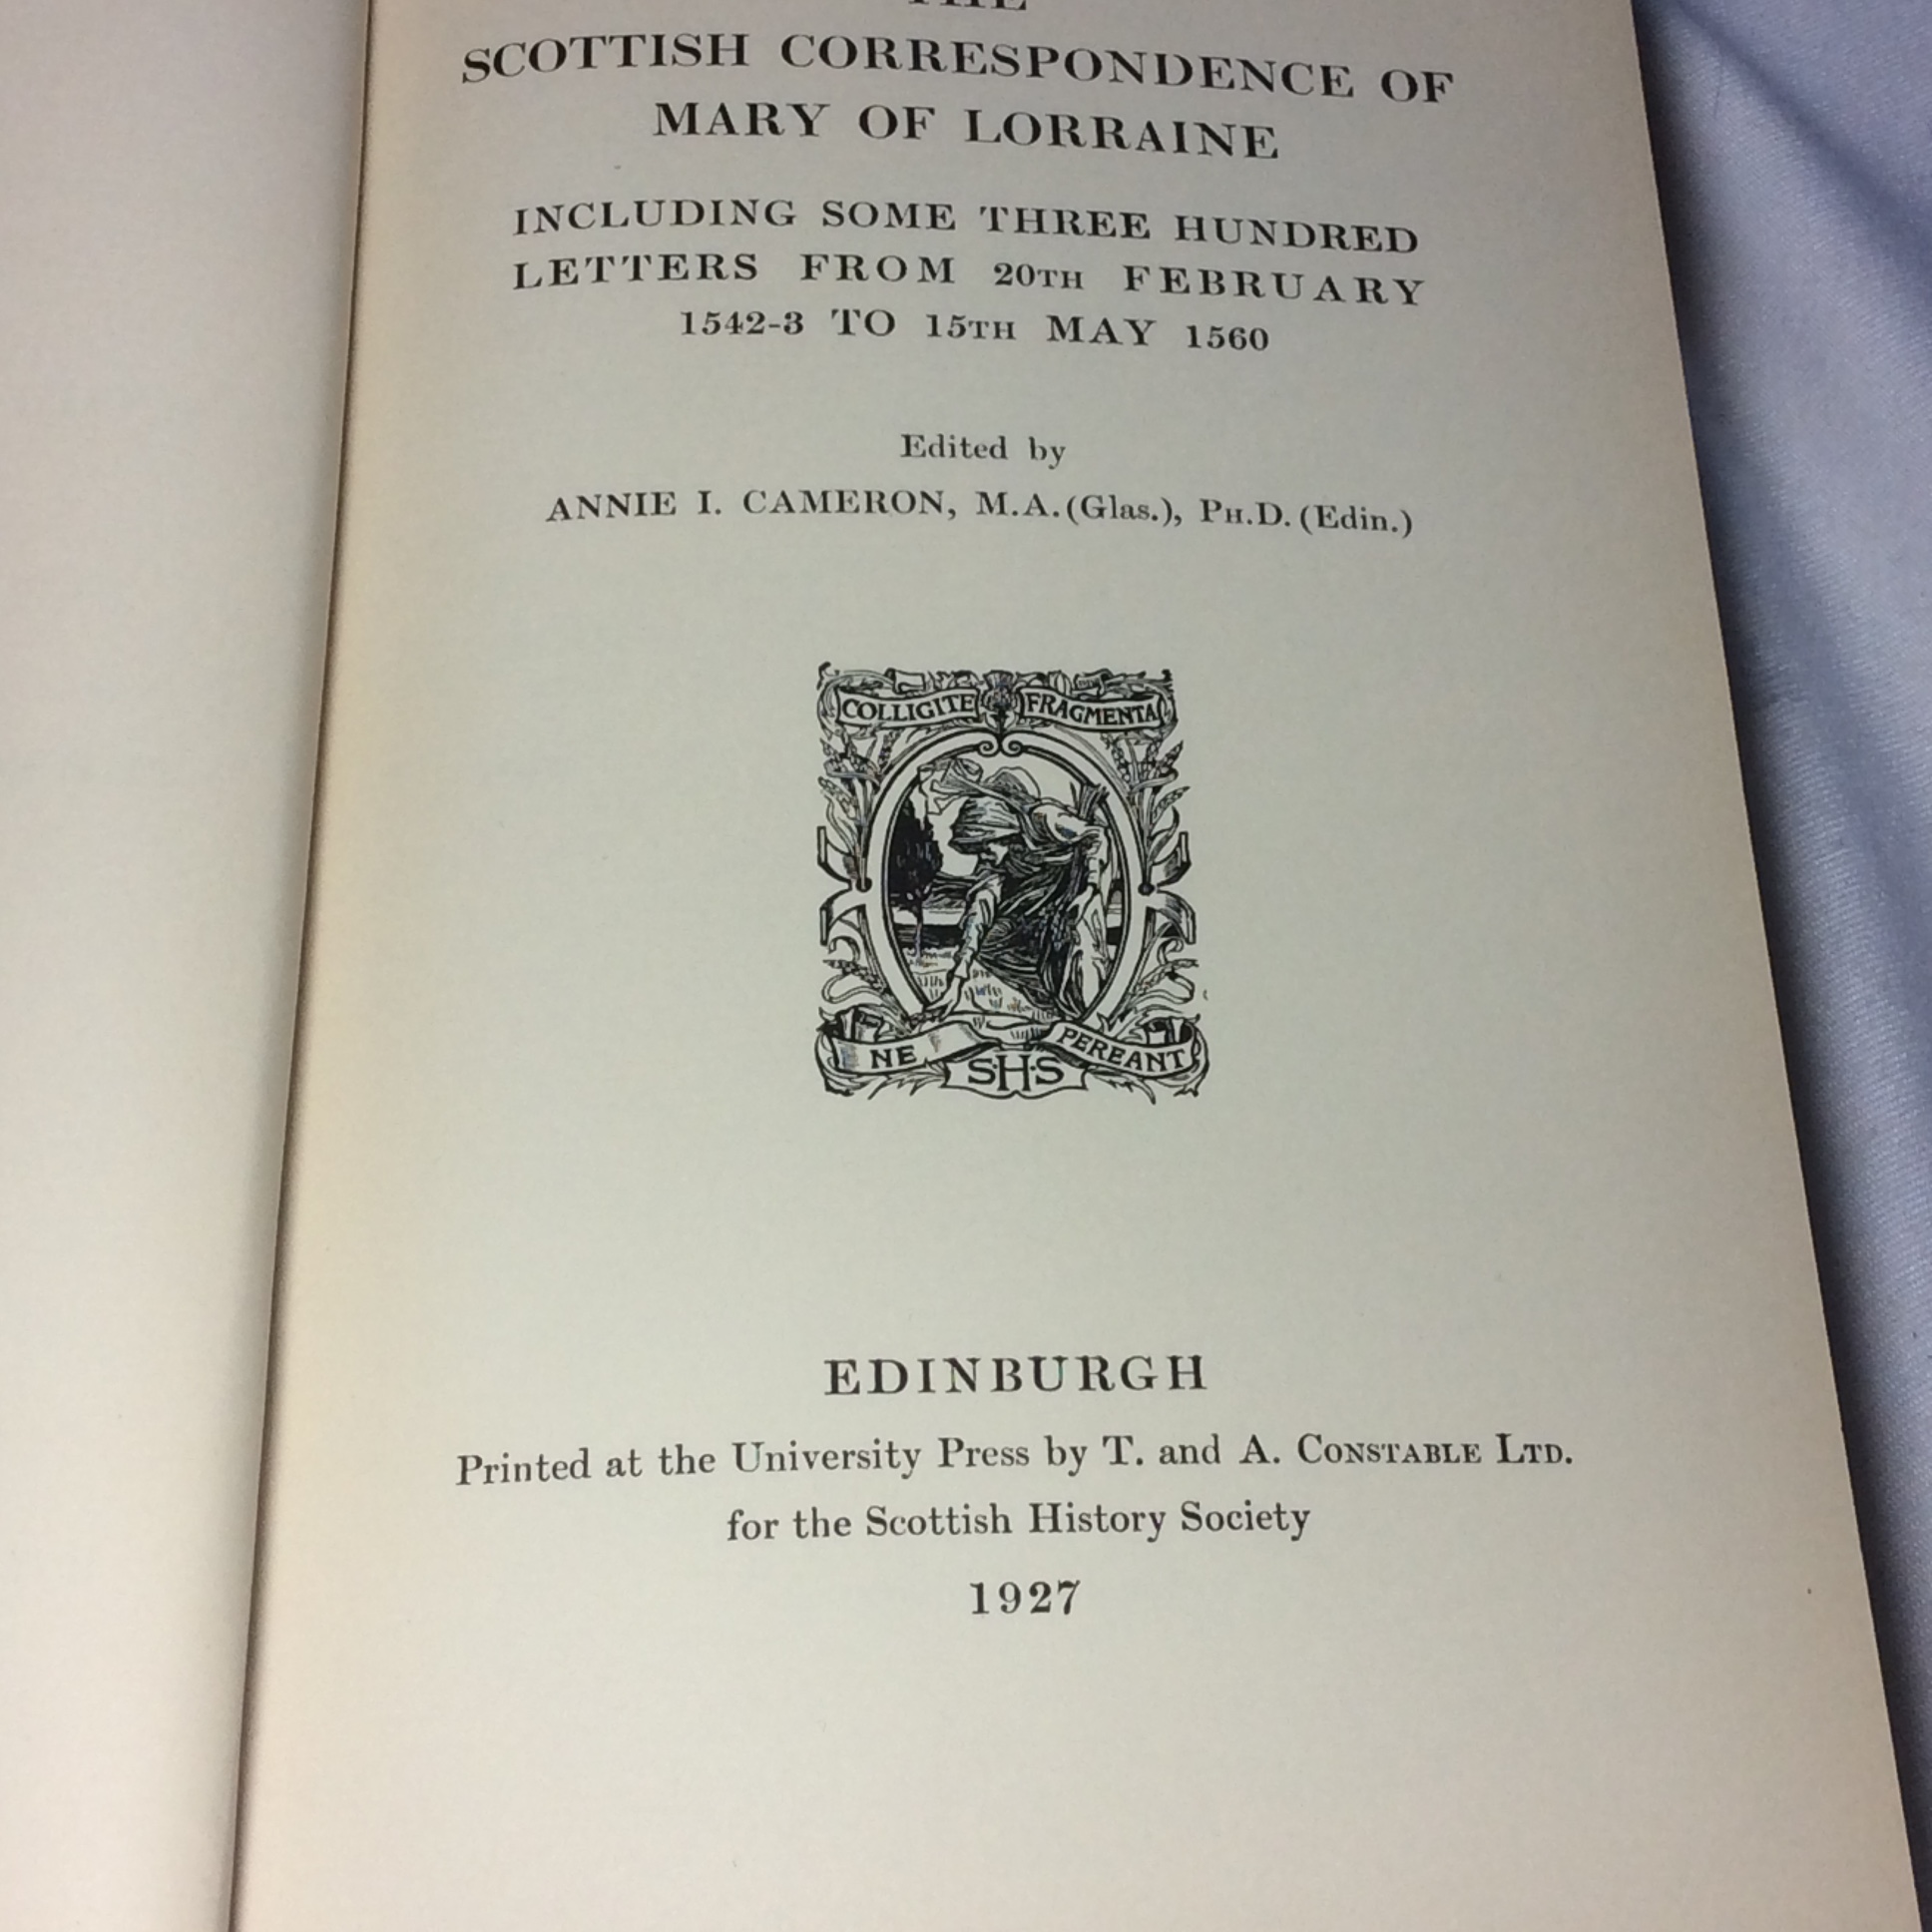 THE
SCOTTISH CORRESPONDENCE OF
MARY OF LORRAINE
INCLUDING SOME THREE HUNDRED
LETTERS FROM 20TH FEBRUARY
1542-3 TO 15TH MAY 1560
Edited by
ANNIE I. CAMERON, M.A.(Glas.), PH.D.(Edin.)
COLLIGITE FRAGMENTA
NE PEREANT
S·H·S
EDINBURGH
Printed at the University Press by T. and A. CONSTABLE LTD.
for the Scottish History Society
1927